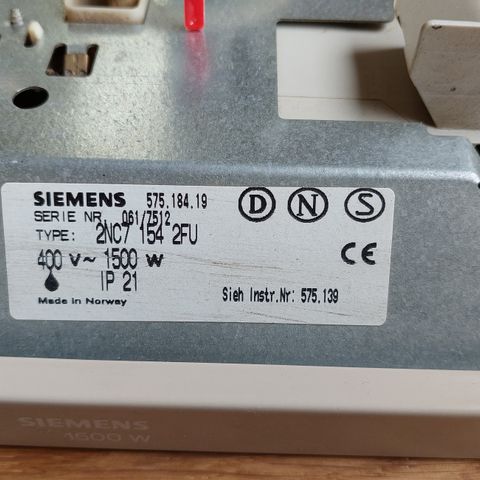 SIEMENS 575.184.19
SERIE NR. 061/7512
TYPE: 2NC7 154 2FU
400 V~ 1500 W
IP 21
Made in Norway
D N S
CE
Sieh Instr.Nr: 575.139
SIEMENS
1500 W